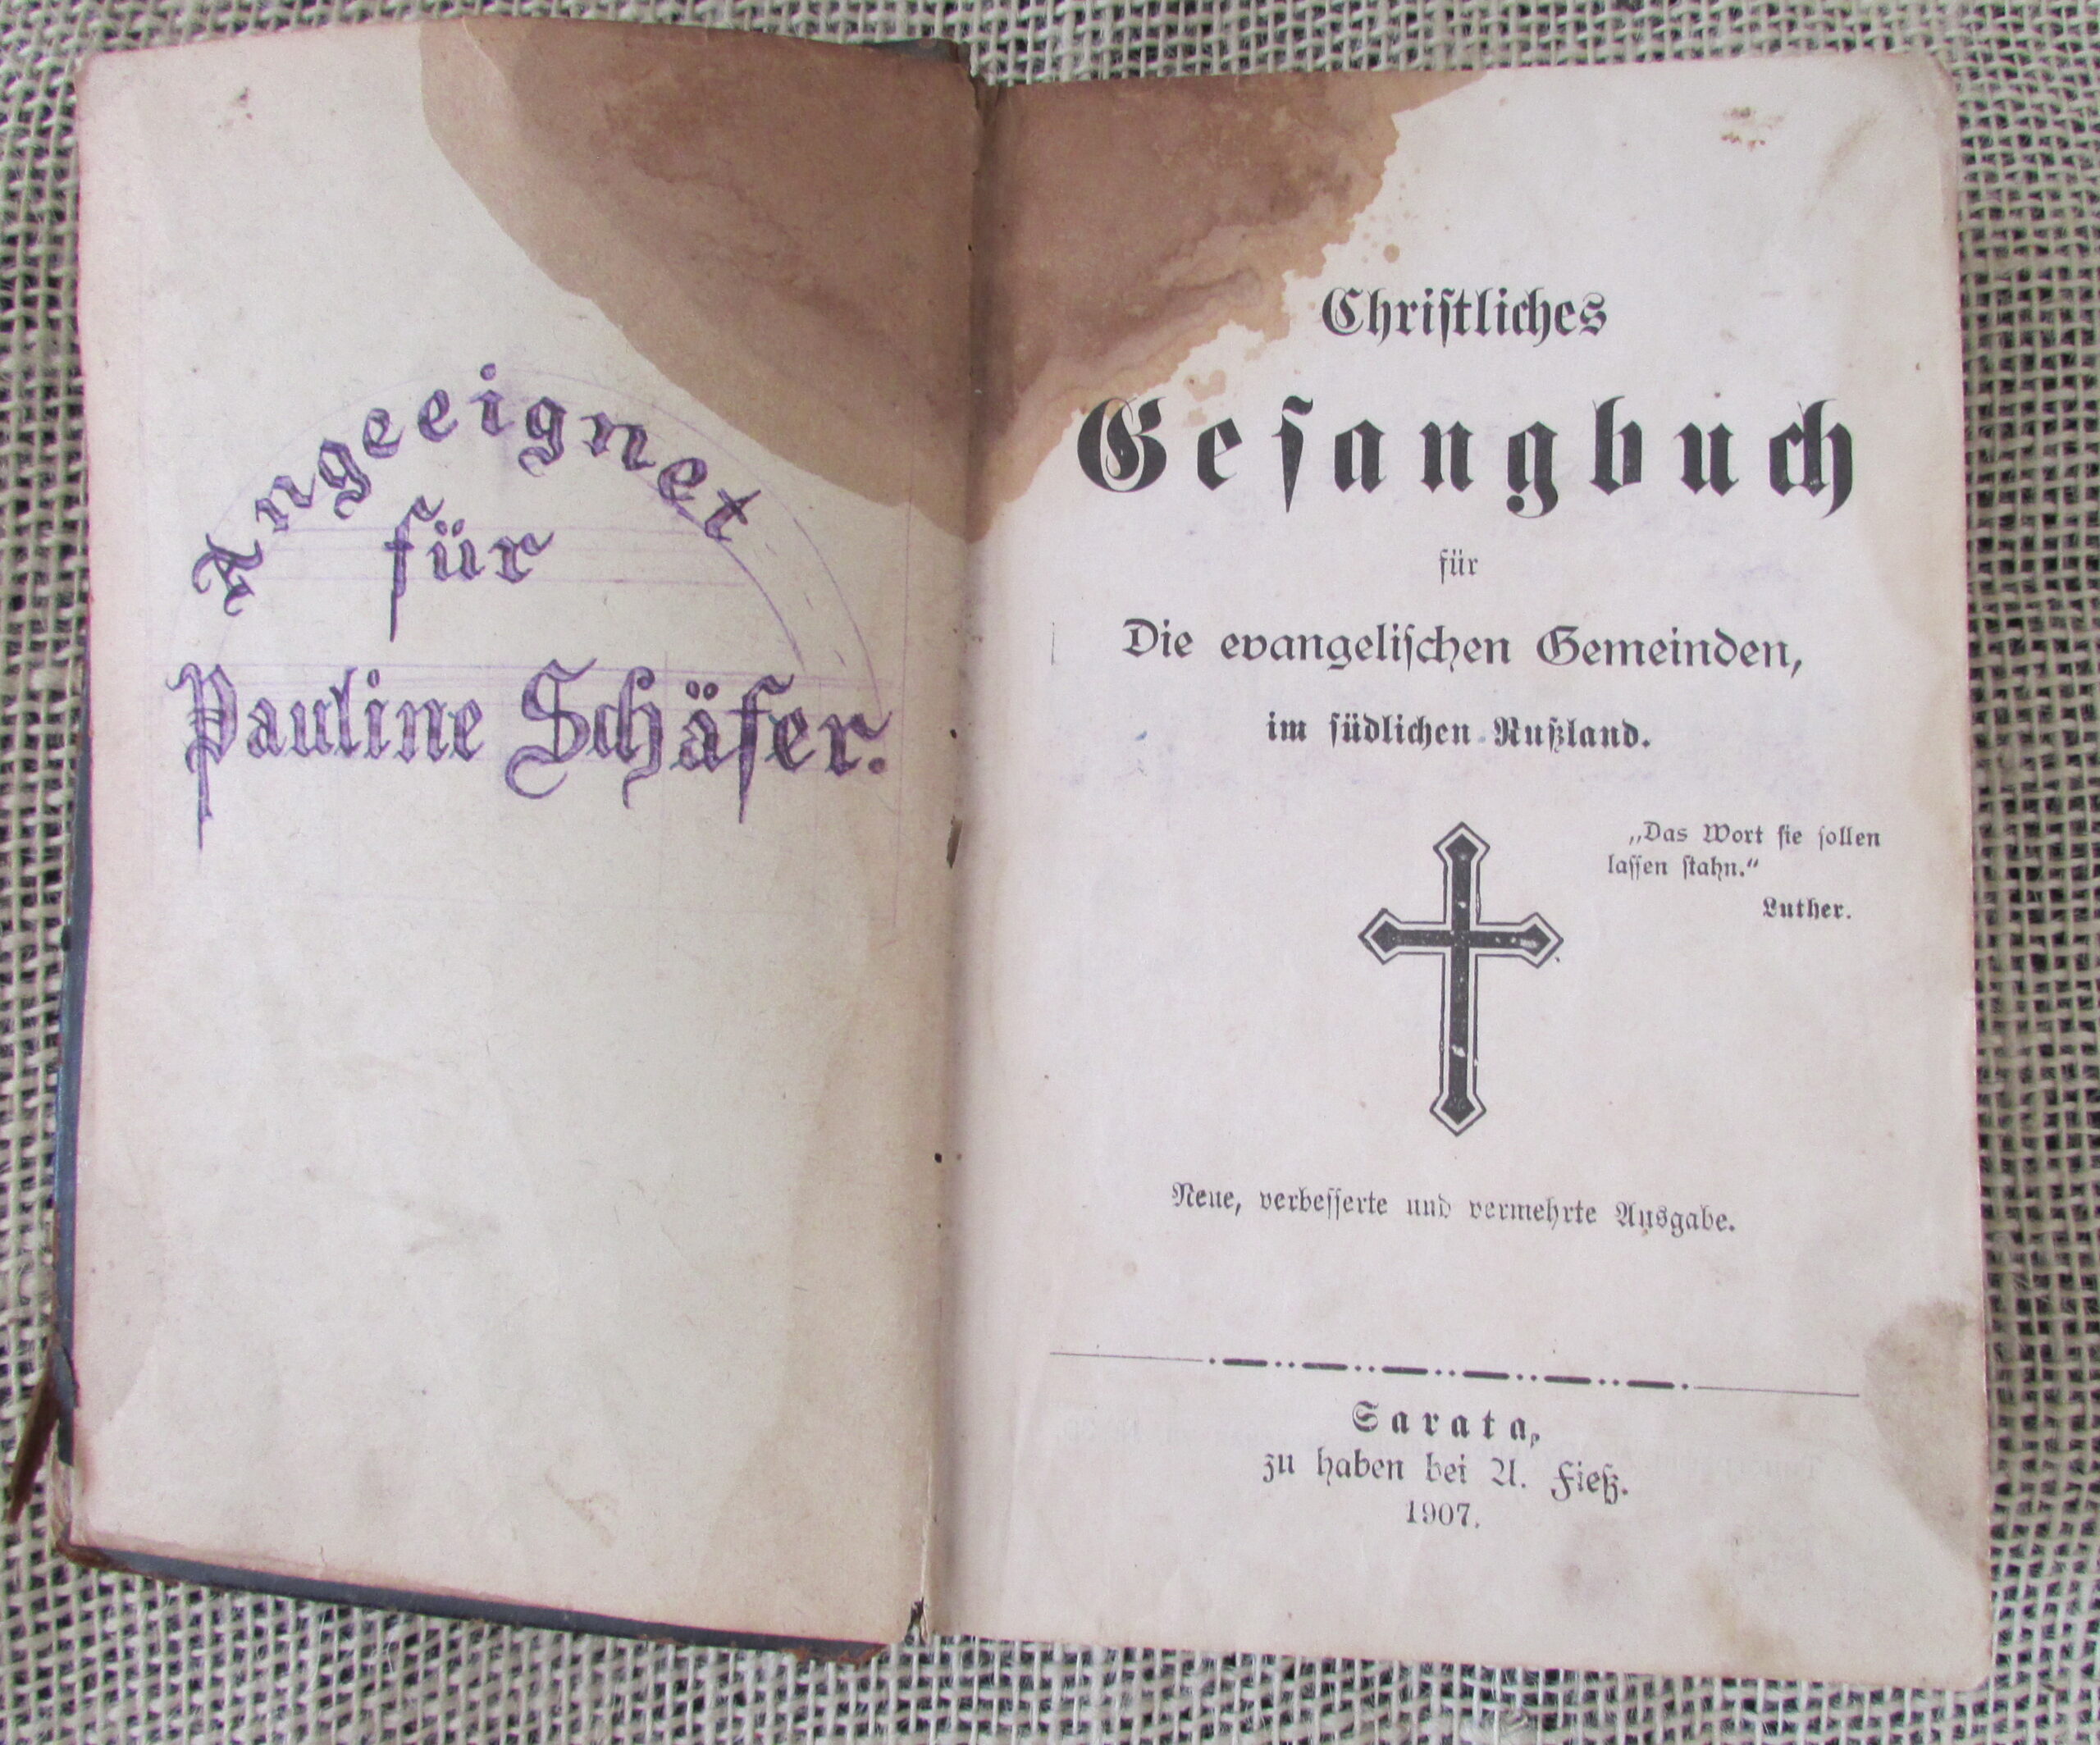 Angeeignet
für
Pauline Schäfer.
Chriſtliches
Geſangbuch
für
Die evangeliſchen Gemeinden,
im ſüdlichen Rußland.
„Das Wort ſie ſollen
laſſen ſtahn.“
Luther.
Neue, verbeſſerte und vermehrte Ausgabe.
Sarata,
zu haben bei A. Fieß.
1907.